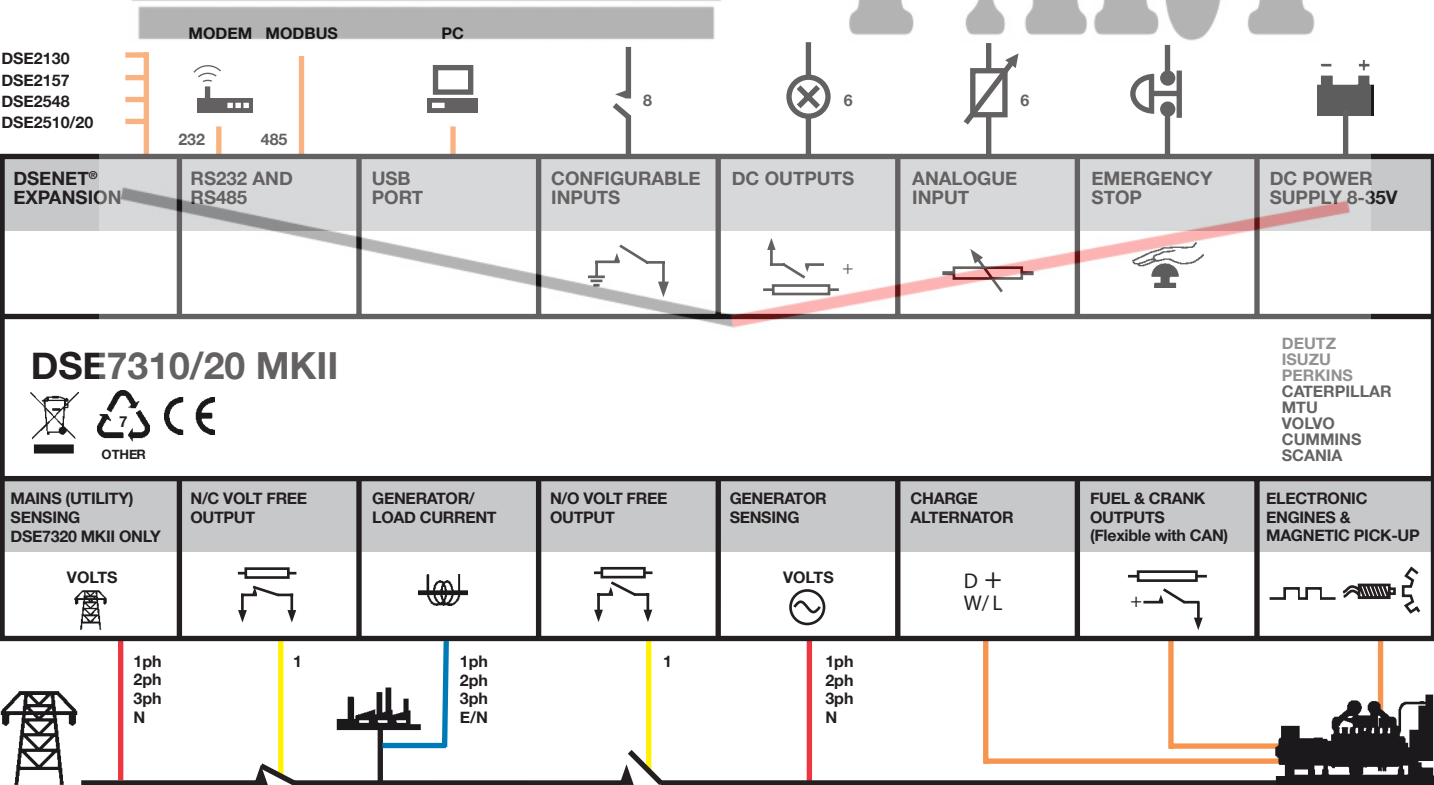 MODEM MODBUS PC
DSE2130
DSE2157
DSE2548
DSE2510/20
8
6
6
- +
232 485
DSENET® EXPANSION
RS232 AND RS485
USB PORT
CONFIGURABLE INPUTS
DC OUTPUTS
ANALOGUE INPUT
EMERGENCY STOP
DC POWER SUPPLY 8-35V
+
DSE7310/20 MKII
7
OTHER
CE
DEUTZ
ISUZU
PERKINS
CATERPILLAR
MTU
VOLVO
CUMMINS
SCANIA
MAINS (UTILITY)
SENSING
DSE7320 MKII ONLY
VOLTS
N/C VOLT FREE
OUTPUT
GENERATOR/
LOAD CURRENT
N/O VOLT FREE
OUTPUT
GENERATOR
SENSING
VOLTS
CHARGE
ALTERNATOR
D +
W/L
FUEL & CRANK
OUTPUTS
(Flexible with CAN)
+
ELECTRONIC
ENGINES &
MAGNETIC PICK-UP
1ph
2ph
3ph
N
1
1ph
2ph
3ph
E/N
1
1ph
2ph
3ph
N